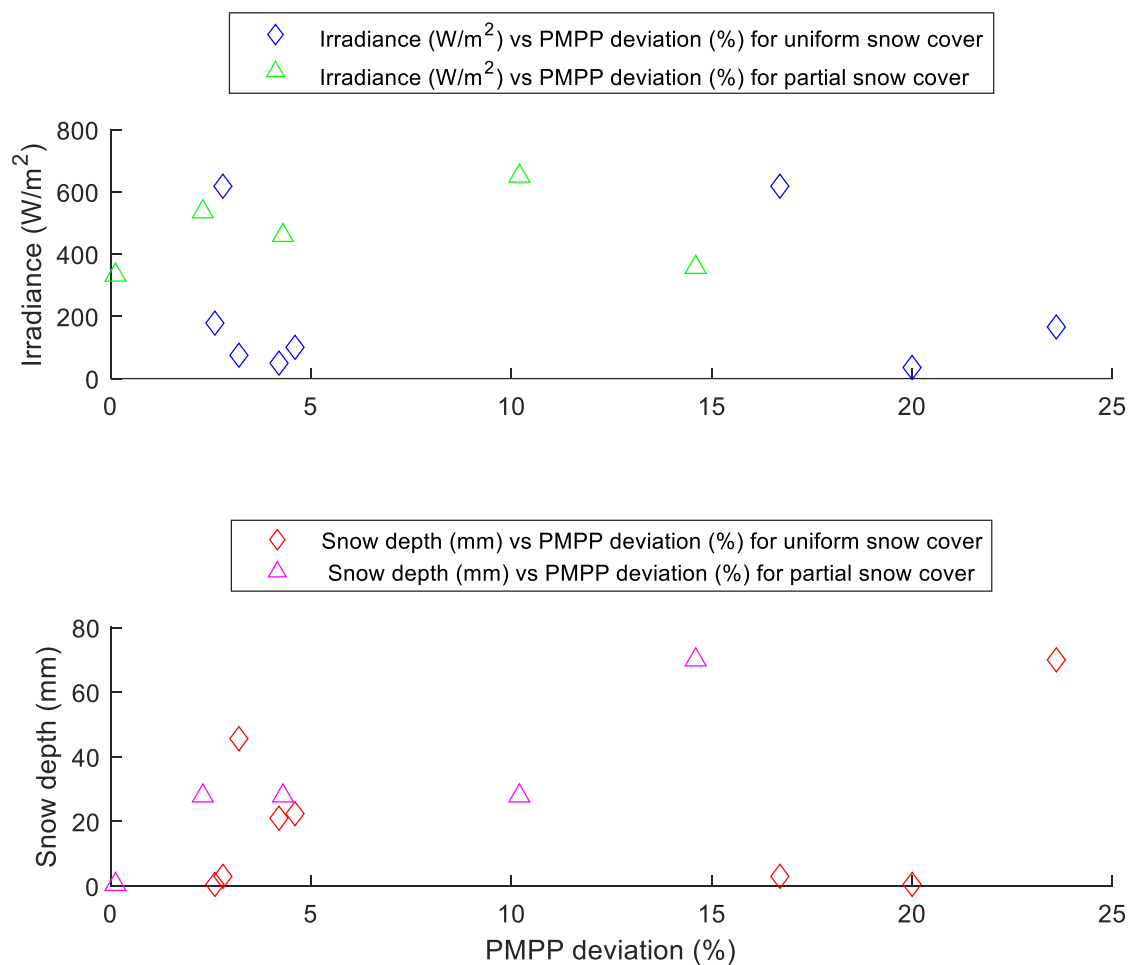 Irradiance (W/m²) vs PMPP deviation (%) for uniform snow cover
Irradiance (W/m²) vs PMPP deviation (%) for partial snow cover
Irradiance (W/m²)
800
600
400
200
0
0 5 10 15 20 25
Snow depth (mm) vs PMPP deviation (%) for uniform snow cover
Snow depth (mm) vs PMPP deviation (%) for partial snow cover
Snow depth (mm)
80
60
40
20
0
0 5 10 15 20 25
PMPP deviation (%)